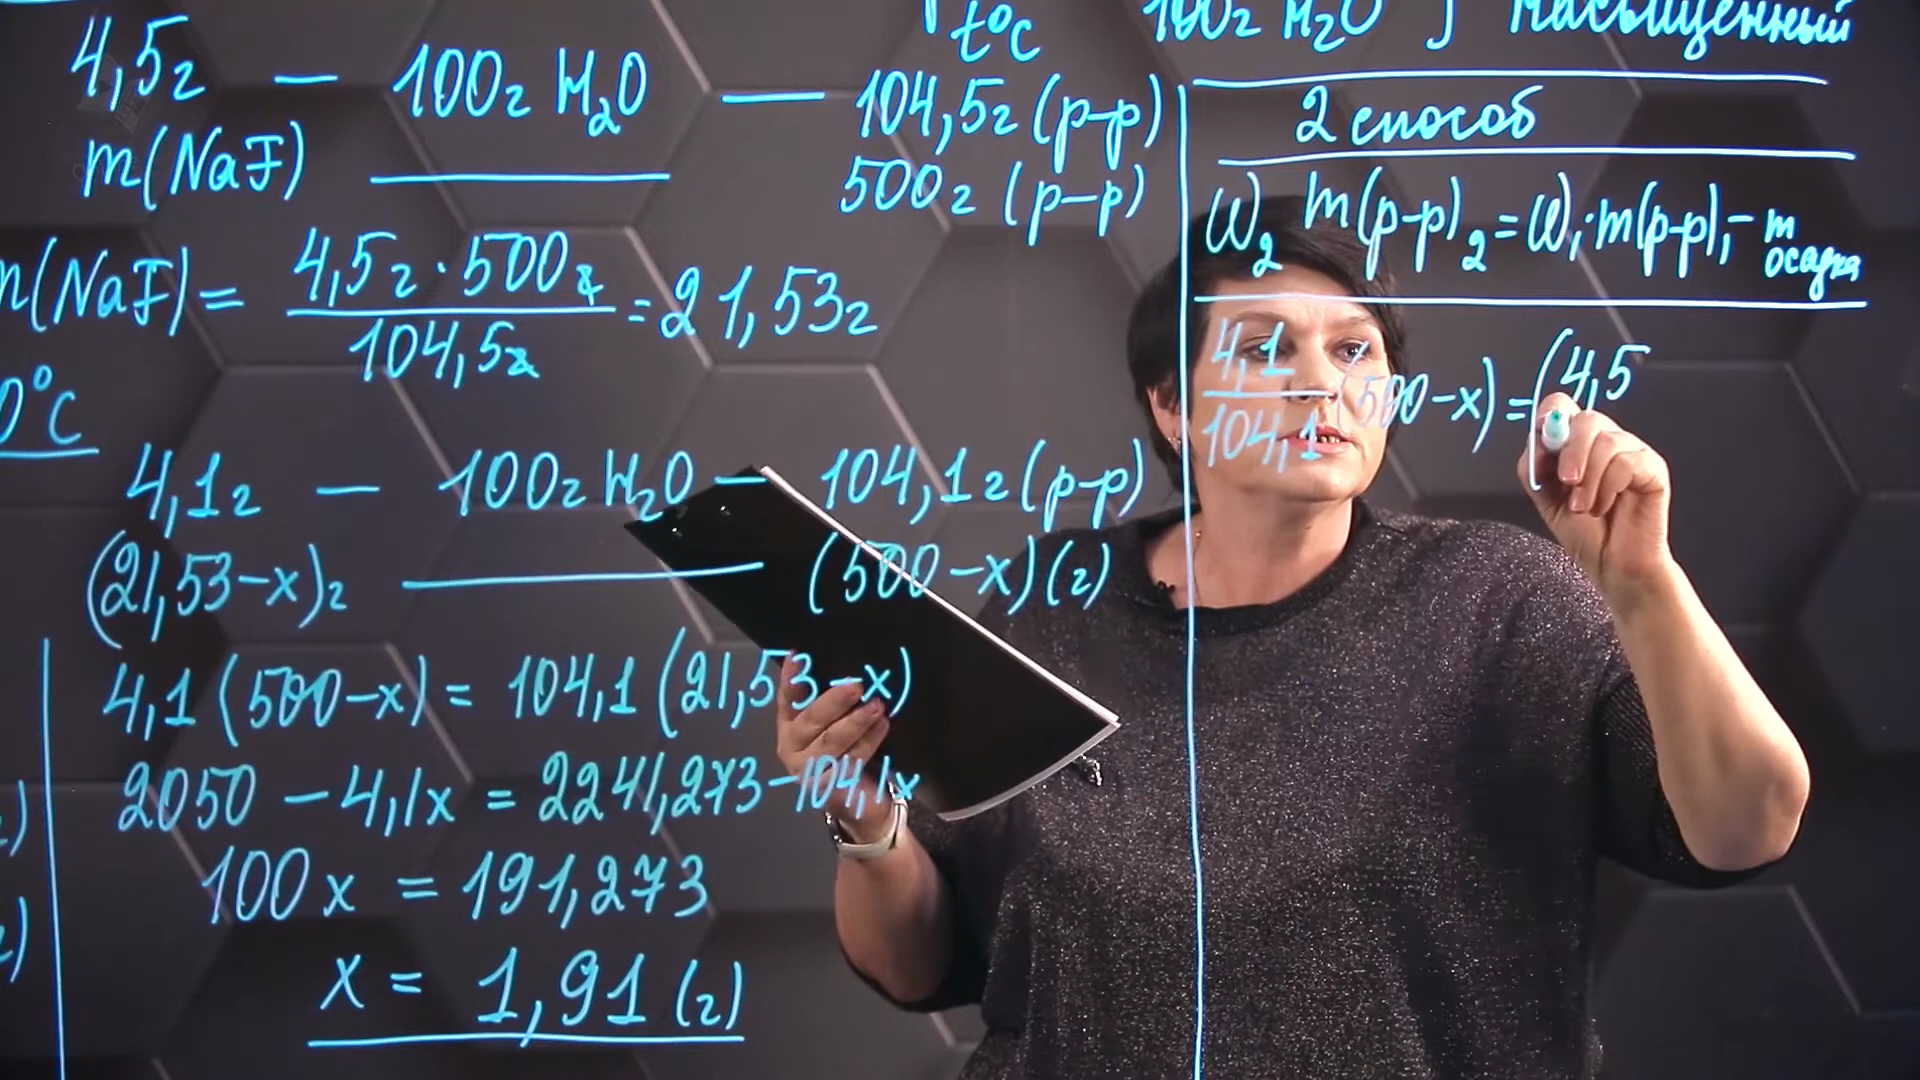 t°C
100г H₂O } насыщенный
4,5г — 100г H₂O — 104,5г (р-р)
m(NaF) ——— 500г (р-р)
m(NaF) = 4,5г · 500г / 104,5г = 21,53г
0°C
4,1г — 100г H₂O — 104,1г (р-р)
(21,53-x)г ——— (500-x)(г)
4,1 (500-x) = 104,1 (21,53-x)
2050 - 4,1x = 2241,273 - 104,1x
100x = 191,273
x = 1,91 (г)
2 способ
ω₂ m(р-р)₂ = ω₁·m(р-р)₁ - m осадка
4,1 / 104,1 (500-x) = (4,5